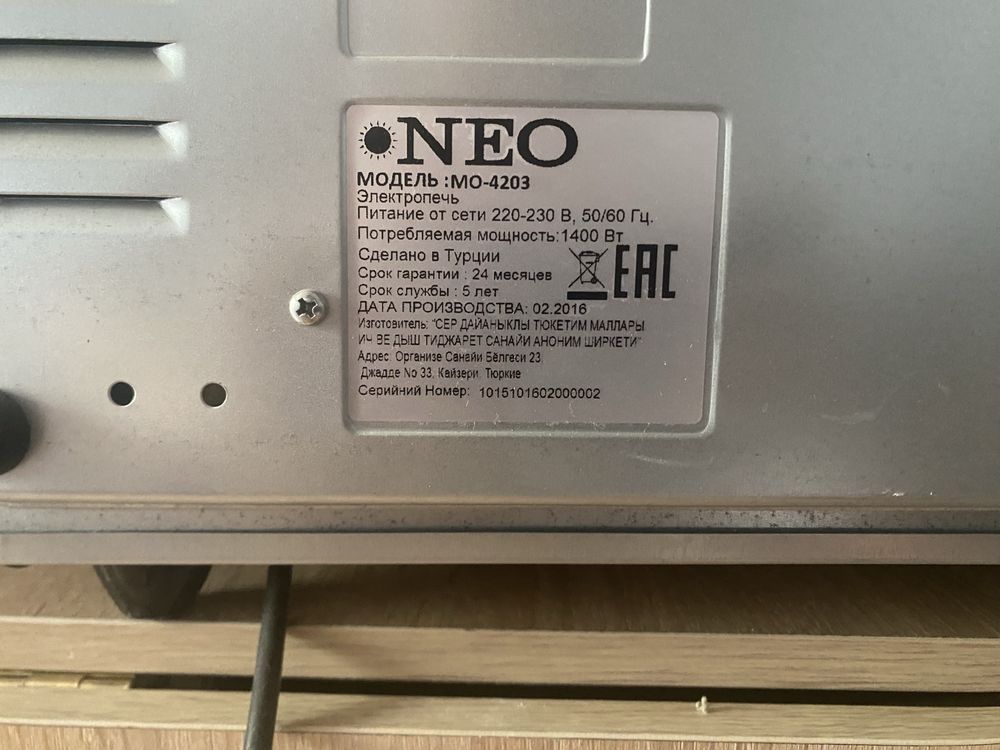 NEO
МОДЕЛЬ :МО-4203
Электропечь
Питание от сети 220-230 В, 50/60 Гц.
Потребляемая мощность:1400 Вт
Сделано в Турции
Срок гарантии : 24 месяцев
Срок службы : 5 лет
EAC
ДАТА ПРОИЗВОДСТВА: 02.2016
Изготовитель: "СЕР ДАЙАНЫКЛЫ ТЮКЕТИМ МАЛЛАРЫ
ИЧ ВЕ ДЫШ ТИДЖАРЕТ САНАЙИ АНОНИМ ШИРКЕТИ"
Адрес: Организе Санайи Бёлгеси 23,
Джадде No 33, Кайзери, Тюркие
Серийний Номер: 1015101602000002